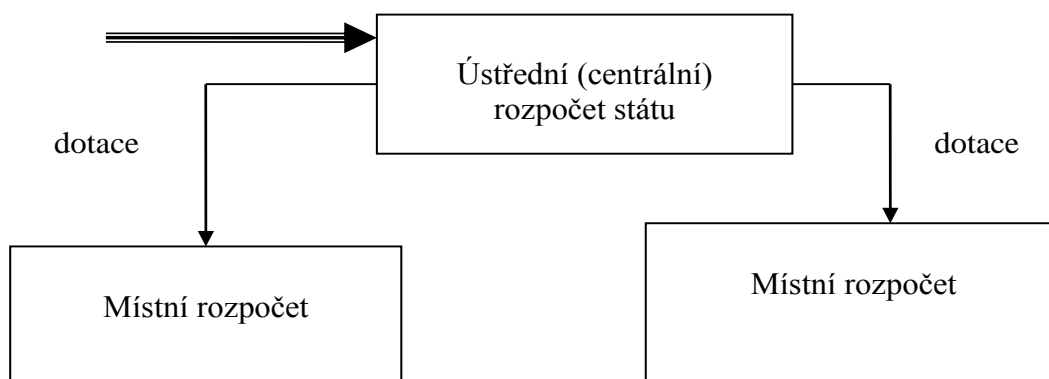 Ústřední (centrální)
rozpočet státu
dotace
dotace
Místní rozpočet
Místní rozpočet